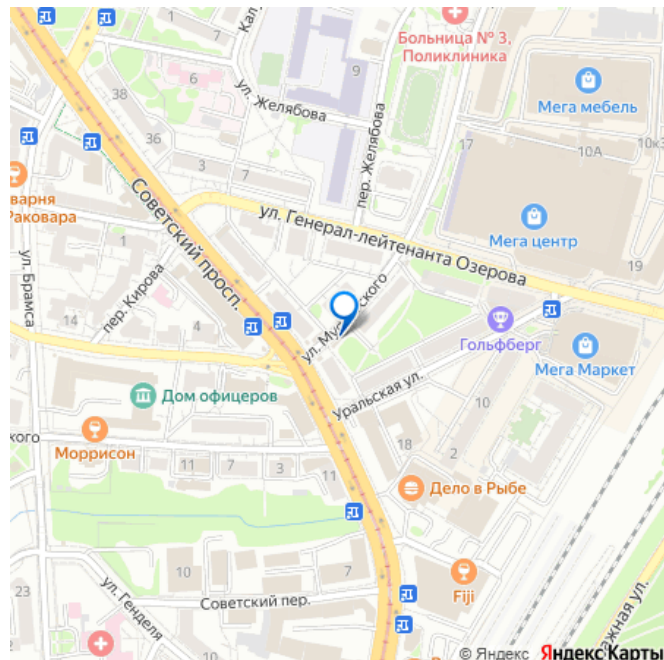 1
6
9
Больница № 3,
Поликлиника
Мега мебель
38
36
ул. Желябова
пер. Желябова
17
10А
3
7
Раковара
Советский просп.
ул. Генерал-лейтенанта Озерова
Мега центр
19
1
пер. Кирова
ул. Брамса
14
14
Гольфберг
Мега Маркет
Уральская ул.
Дом офицеров
10
Моррисон
18
2
11
7
3
11
Дело в Рыбе
10
7
Fiji
23
ул. Генделя
Советский пер.
© Яндекс Яндекс Карты